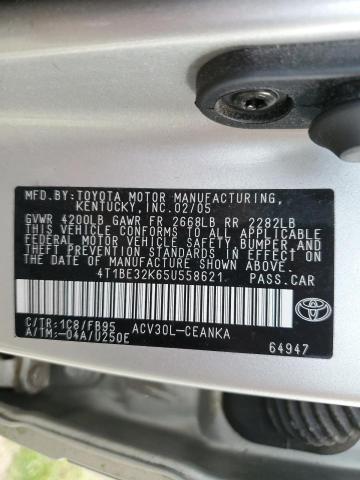 MFD.BY:TOYOTA MOTOR MANUFACTURING,
KENTUCKY, INC.02/05
GVWR 4200LB GAWR FR 2668LB RR 2282LB
THIS VEHICLE CONFORMS TO ALL APPLICABLE
FEDERAL MOTOR VEHICLE SAFETY, BUMPER,AND
THEFT PREVENTION STANDARDS IN EFFECT ON
THE DATE OF MANUFACTURE SHOWN ABOVE.
4T1BE32K65U558621 PASS.CAR
C/TR:1C8/FB95 ACV30L-CEANKA
A/TM:-04A/U250E
TOYOTA
64947